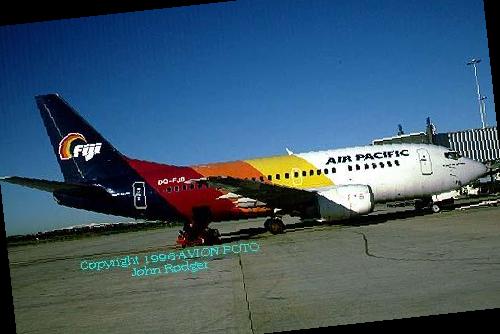 Fiji
AIR PACIFIC
DQ-FJB
Copyright 1996 AVION FOTO
John Rodger